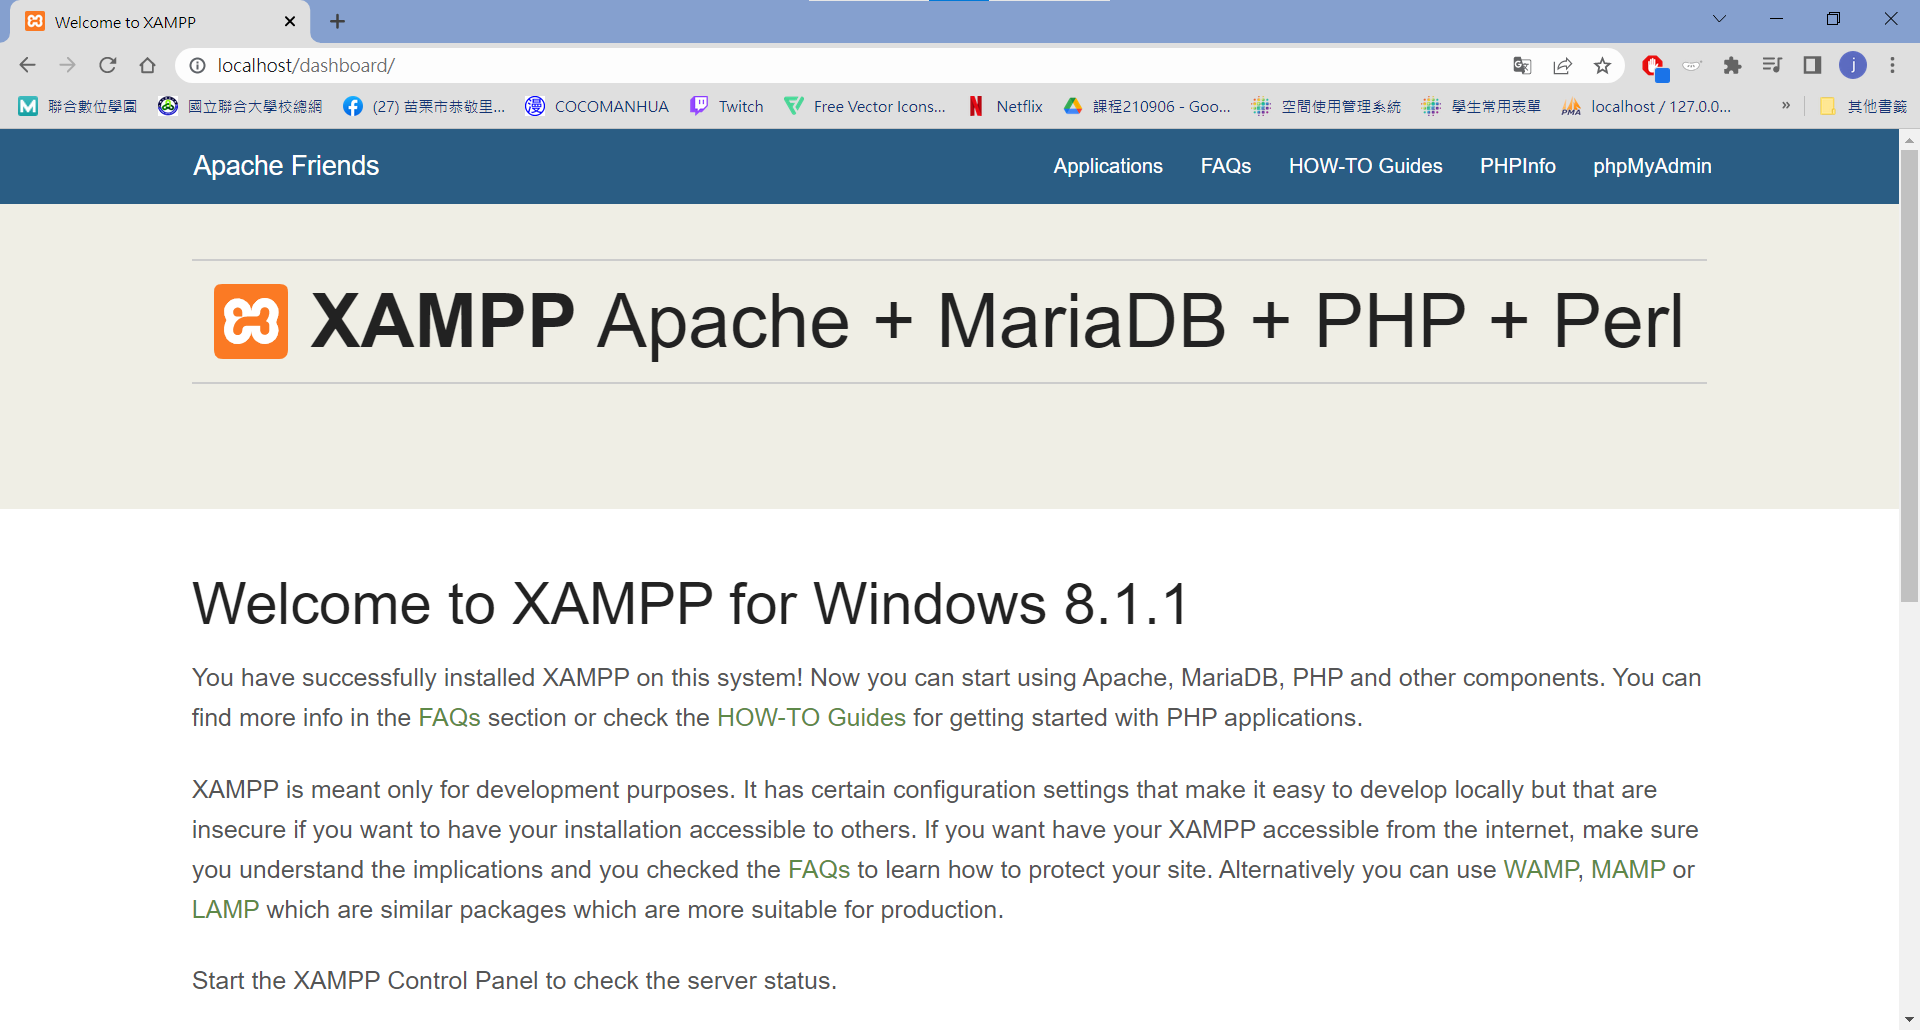 Welcome to XAMPP
localhost/dashboard/
j
聯合數位學園
國立聯合大學校總網
(27) 苗栗市恭敬里...
漫
COCOMANHUA
Twitch
Free Vector Icons...
Netflix
課程210906 - Goo...
空間使用管理系統
學生常用表單
PMA
localhost / 127.0.0...
»
其他書籤
Apache Friends
Applications
FAQs
HOW-TO Guides
PHPInfo
phpMyAdmin
XAMPP Apache + MariaDB + PHP + Perl
Welcome to XAMPP for Windows 8.1.1
You have successfully installed XAMPP on this system! Now you can start using Apache, MariaDB, PHP and other components. You can
find more info in the FAQs section or check the HOW-TO Guides for getting started with PHP applications.
XAMPP is meant only for development purposes. It has certain configuration settings that make it easy to develop locally but that are
insecure if you want to have your installation accessible to others. If you want have your XAMPP accessible from the internet, make sure
you understand the implications and you checked the FAQs to learn how to protect your site. Alternatively you can use WAMP, MAMP or
LAMP which are similar packages which are more suitable for production.
Start the XAMPP Control Panel to check the server status.